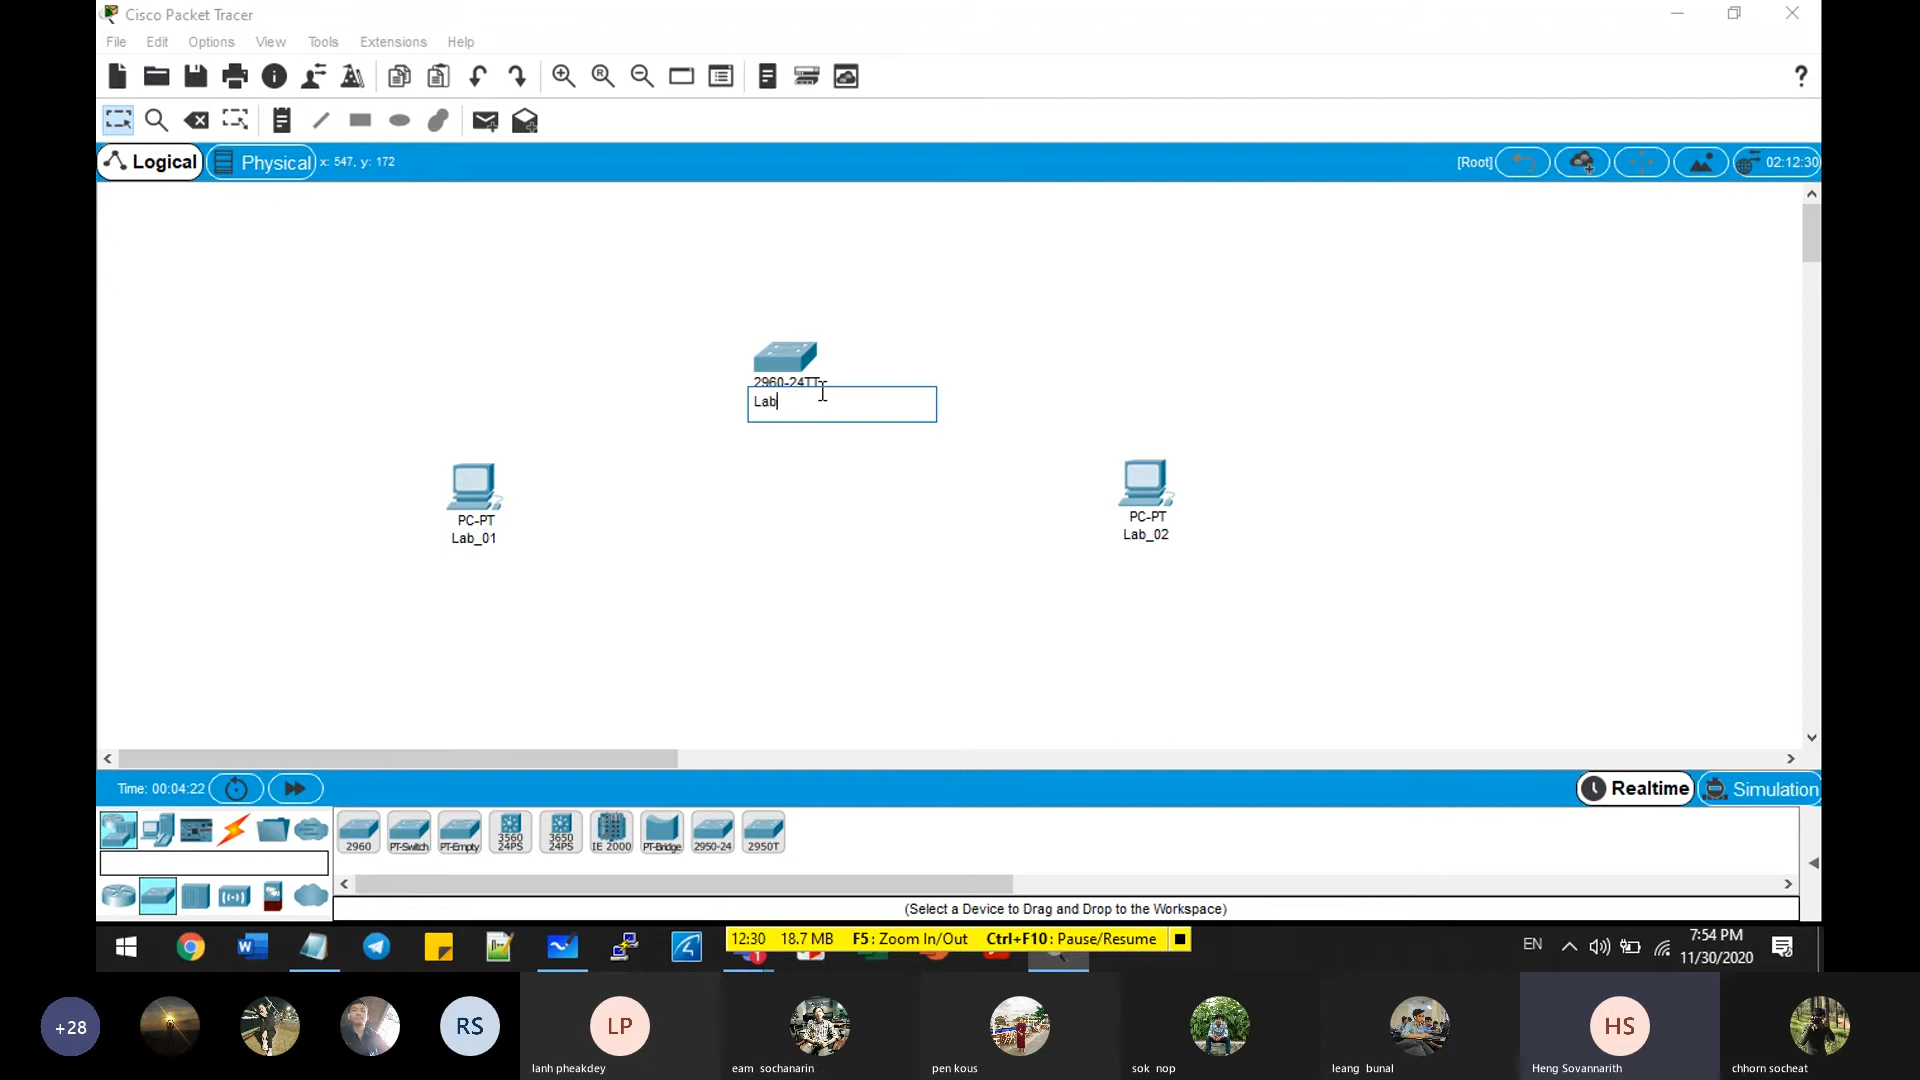 Cisco Packet Tracer
File Edit Options View Tools Extensions Help
Logical Physical x: 547, y: 172 [Root] 02:12:30
2960-24TT
Lab
PC-PT
Lab_01
PC-PT
Lab_02
Time: 00:04:22 Realtime Simulation
2960 PT-Switch PT-Empty 3560 24PS 3650 24PS IE 2000 PT-Bridge 2950-24 2950T
(Select a Device to Drag and Drop to the Workspace)
12:30 18.7 MB F5: Zoom In/Out Ctrl+F10: Pause/Resume
EN 7:54 PM
11/30/2020
+28 RS LP HS
lanh pheakdey eam sochanarin pen kous sok nop leang bunal Heng Sovannarith chhorn socheat